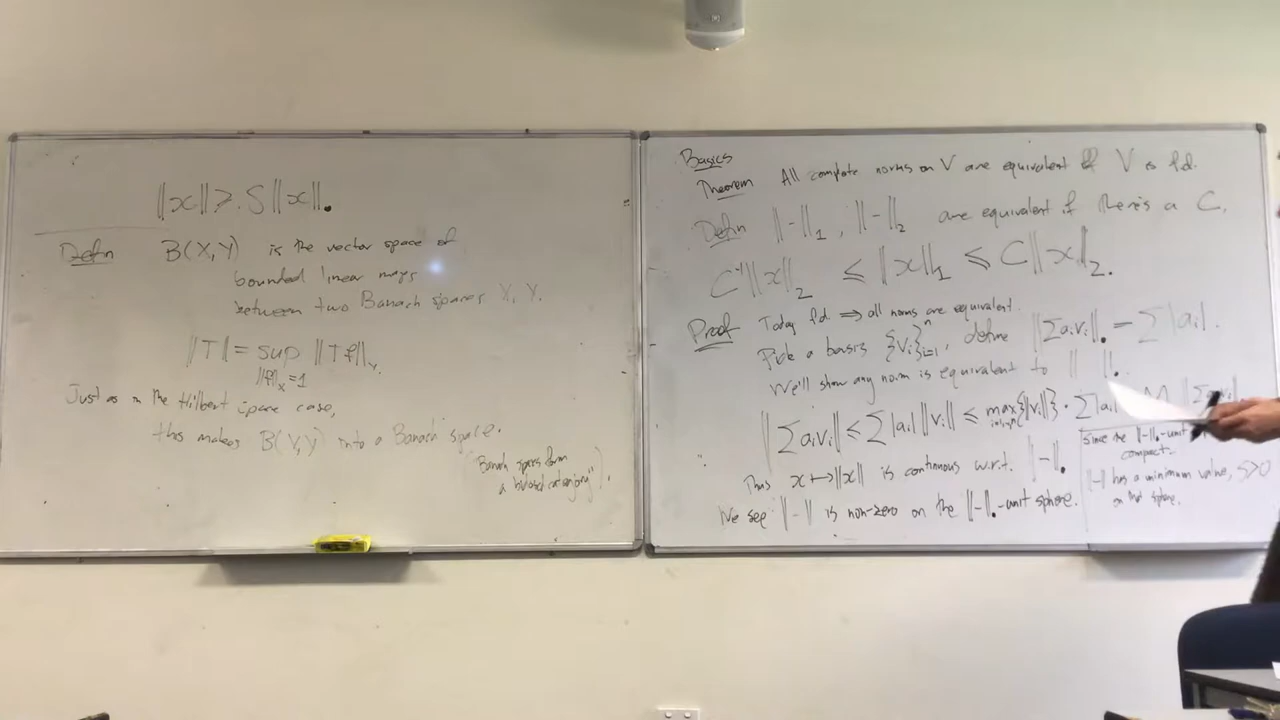 ‖x‖ ≥ S‖x‖•
Defn B(X,Y) is the vector space of
bounded linear maps
between two Banach spaces X, Y.
‖T‖ = sup ‖Tf‖_Y
‖f‖_X=1
Just as in the Hilbert space case,
this makes B(X,Y) into a Banach space.
("Banach spaces form
a closed category").
Basics
Theorem All complete norms on V are equivalent iff V is f.d.
Defn ‖-‖₁, ‖-‖₂ are equivalent if there's a C,
C⁻¹‖x‖₂ ≤ ‖x‖₁ ≤ C‖x‖₂.
Proof Today f.d. ⟹ all norms are equivalent.
Pick a basis {vᵢ}ⁿᵢ₌₁, define ‖Σaᵢvᵢ‖• = Σ|aᵢ|.
We'll show any norm is equivalent to ‖ ‖•.
‖Σaᵢvᵢ‖ ≤ Σ|aᵢ|‖vᵢ‖ ≤ max{‖vᵢ‖} · Σ|aᵢ|
Thus x ↦ ‖x‖ is continuous w.r.t. ‖-‖•
We see ‖-‖ is non-zero on the ‖-‖•-unit sphere.
Since the ‖-‖•-unit
compact,
‖-‖ has a minimum value, S>0
on that sphere.